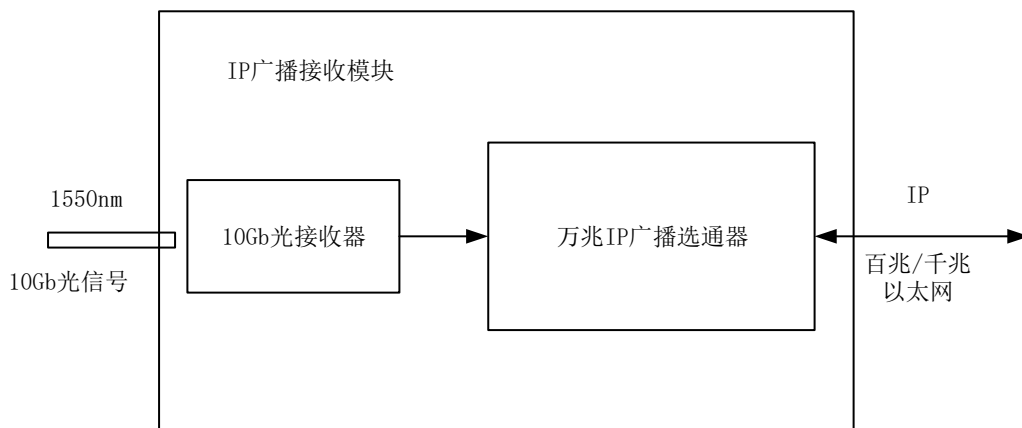 IP广播接收模块
1550nm
10Gb光信号
10Gb光接收器
万兆IP广播选通器
IP
百兆/千兆
以太网